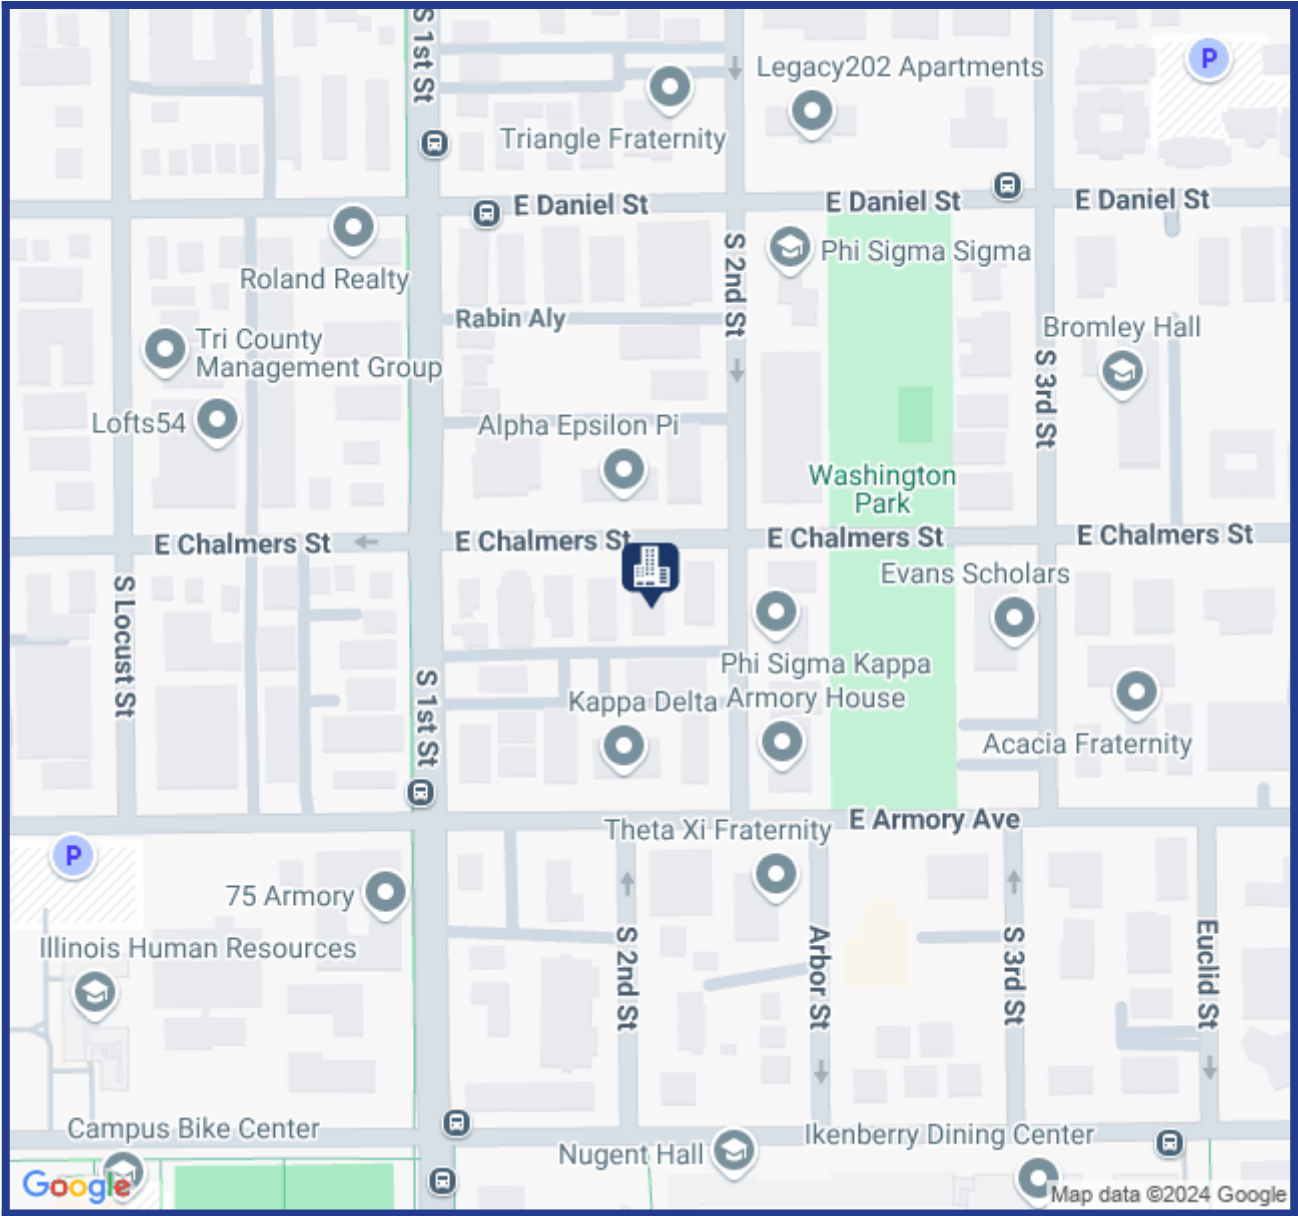 S 1st St
Legacy202 Apartments
P
Triangle Fraternity
E Daniel St
E Daniel St
E Daniel St
Roland Realty
S 2nd St
Phi Sigma Sigma
Rabin Aly
Tri County
Management Group
Bromley Hall
S 3rd St
Lofts54
Alpha Epsilon Pi
Washington
Park
E Chalmers St
E Chalmers St
E Chalmers St
E Chalmers St
Evans Scholars
S Locust St
S 1st St
Phi Sigma Kappa
Kappa Delta
Armory House
Acacia Fraternity
E Armory Ave
Theta Xi Fraternity
P
75 Armory
Illinois Human Resources
S 2nd St
Arbor St
S 3rd St
Euclid St
Campus Bike Center
Nugent Hall
Ikenberry Dining Center
Google
Map data ©2024 Google